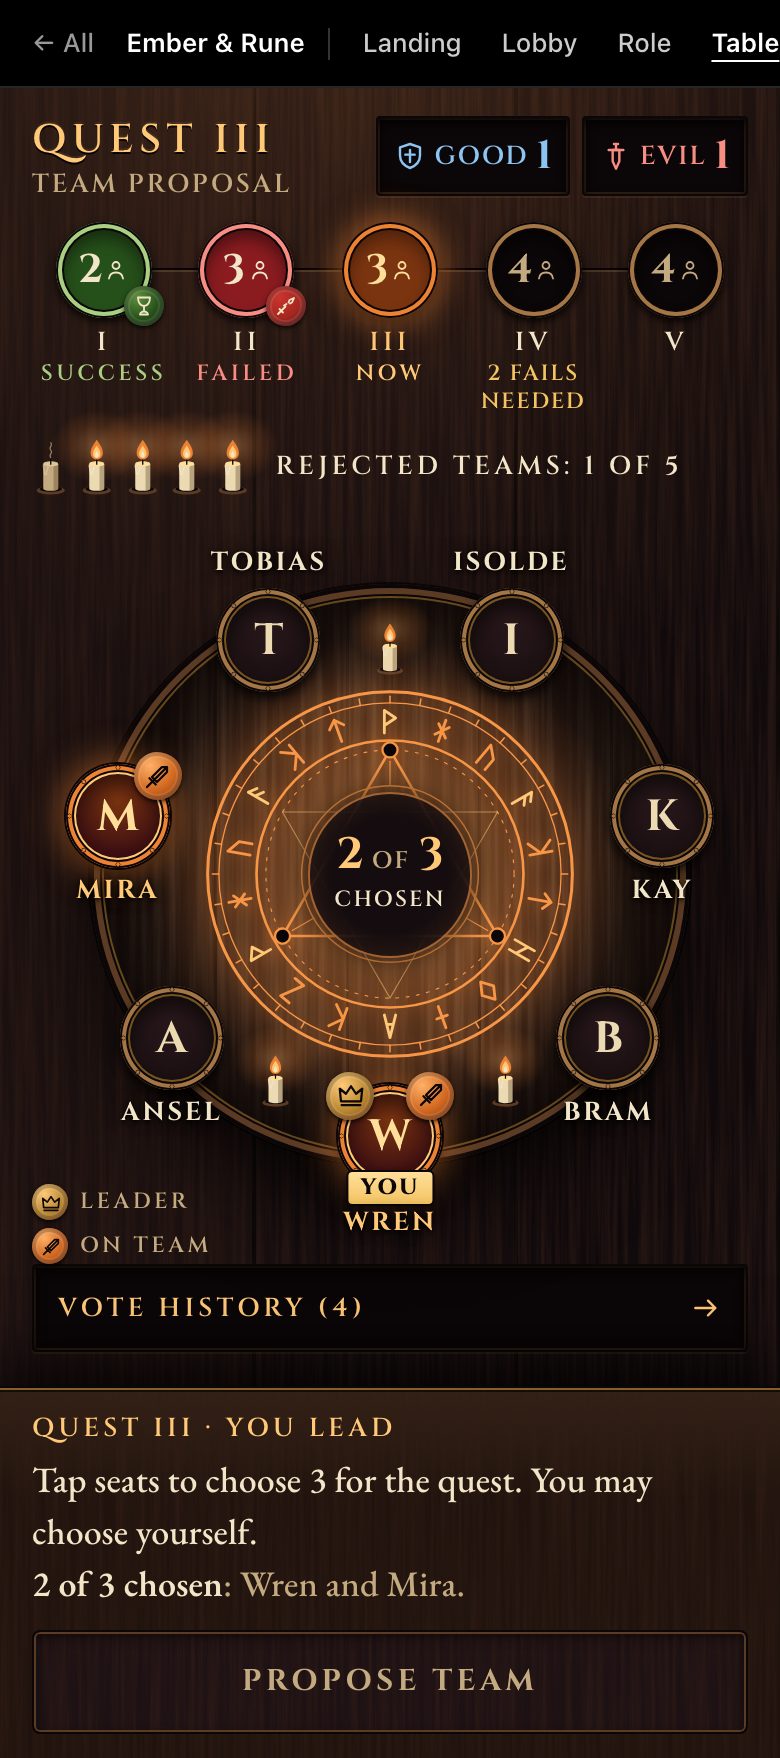 ← All Ember & Rune Landing Lobby Role Table
QUEST III
TEAM PROPOSAL
GOOD 1
EVIL 1
2 3 3 4 4
I II III IV V
SUCCESS FAILED NOW 2 FAILS NEEDED
REJECTED TEAMS: 1 OF 5
TOBIAS ISOLDE
T I
M K
MIRA KAY
2 OF 3
CHOSEN
A B
ANSEL BRAM
W
YOU
WREN
LEADER
ON TEAM
VOTE HISTORY (4) →
QUEST III · YOU LEAD
Tap seats to choose 3 for the quest. You may
choose yourself.
2 of 3 chosen: Wren and Mira.
PROPOSE TEAM